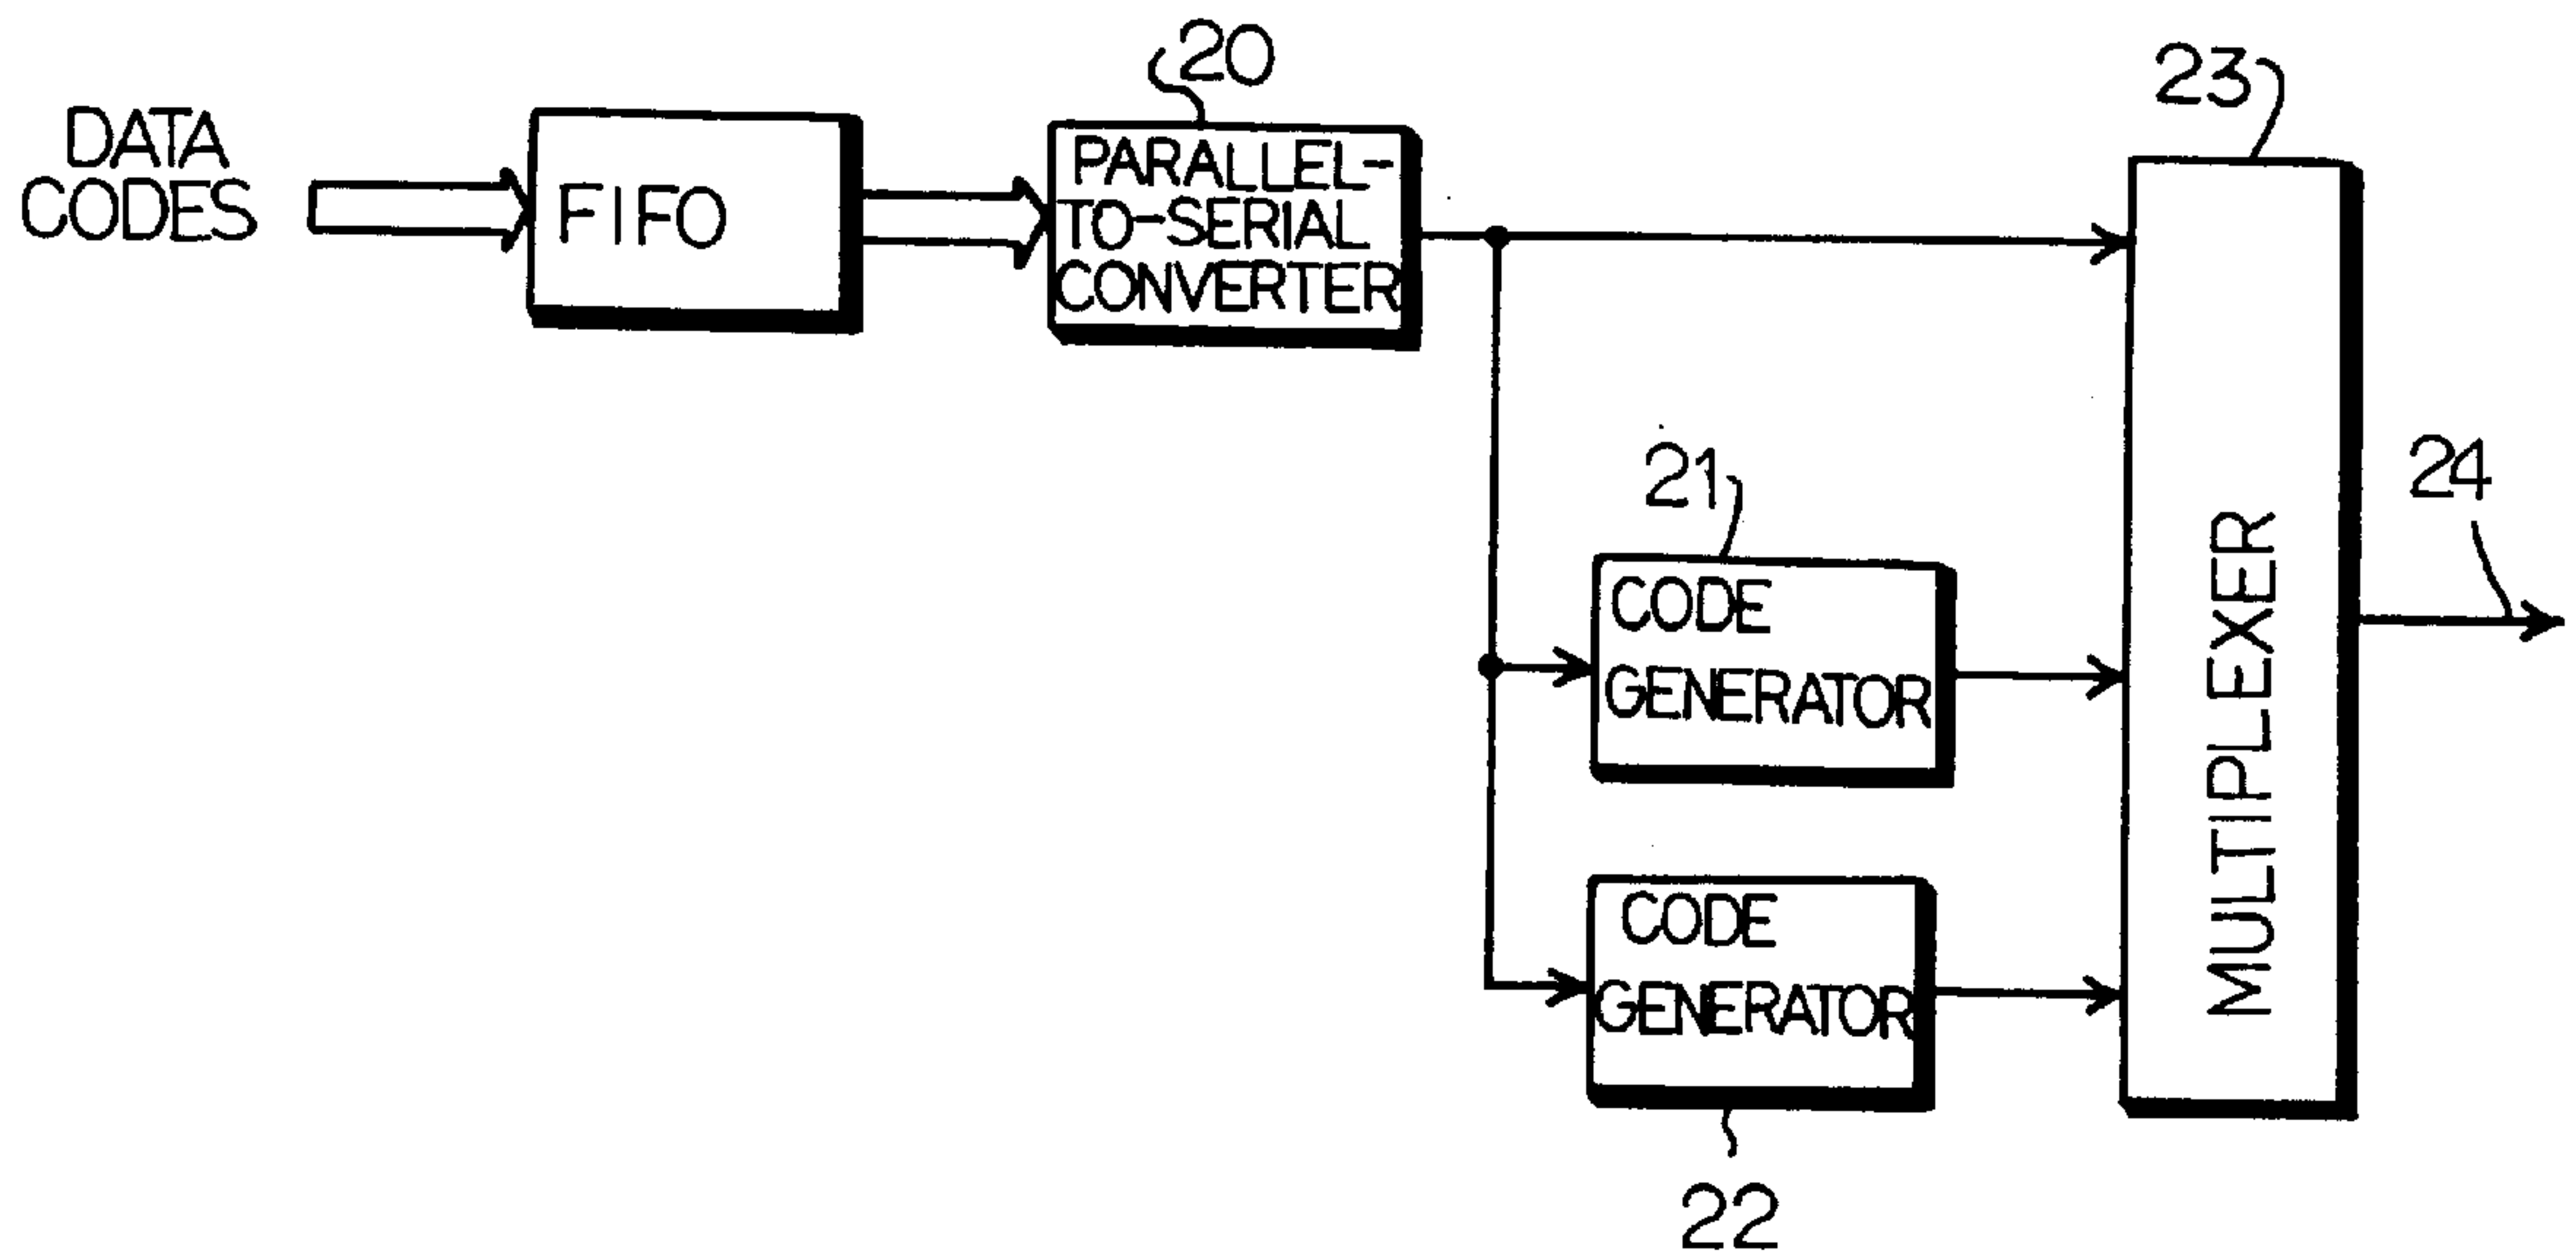 DATA
CODES
FIFO
20
PARALLEL-
TO-SERIAL
CONVERTER
23
21
CODE
GENERATOR
24
MULTIPLEXER
CODE
GENERATOR
22